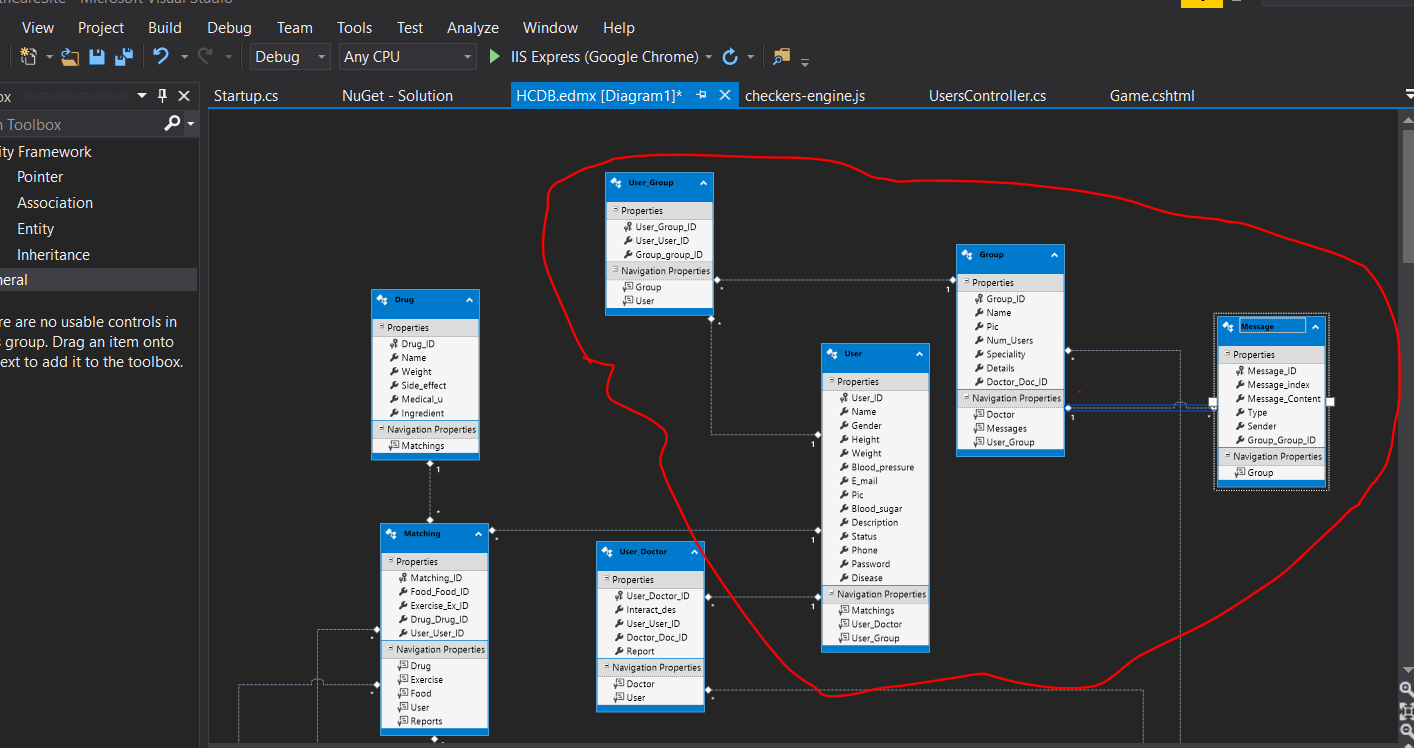 View Project Build Debug Team Tools Test Analyze Window Help
Debug Any CPU IIS Express (Google Chrome)
Startup.cs NuGet - Solution HCDB.edmx [Diagram1]* checkers-engine.js UsersController.cs Game.cshtml
Toolbox
Framework
Pointer
Association
Entity
Inheritance
are no usable controls in
group. Drag an item onto
to add it to the toolbox.
User_Group
Properties
User_Group_ID
User_User_ID
Group_group_ID
Navigation Properties
Group
User
* 1
* 1
Group
Properties
Group_ID
Name
Pic
Num_Users
Speciality
Details
Doctor_Doc_ID
Navigation Properties
Doctor
Messages
User_Group
*
1 *
Message
Properties
Message_ID
Message_index
Message_Content
Type
Sender
Group_Group_ID
Navigation Properties
Group
Drug
Properties
Drug_ID
Name
Weight
Side_effect
Medical_u
Ingredient
Navigation Properties
Matchings
1
*
User
Properties
User_ID
Name
Gender
Height
Weight
Blood_pressure
E_mail
Pic
Blood_sugar
Description
Status
Phone
Password
Disease
Navigation Properties
Matchings
User_Doctor
User_Group
Matching
Properties
Matching_ID
Food_Food_ID
Exercise_Ex_ID
Drug_Drug_ID
User_User_ID
Navigation Properties
Drug
Exercise
Food
User
Reports
* 1
*
*
User_Doctor
Properties
User_Doctor_ID
Interact_des
User_User_ID
Doctor_Doc_ID
Report
Navigation Properties
Doctor
User
* 1
*